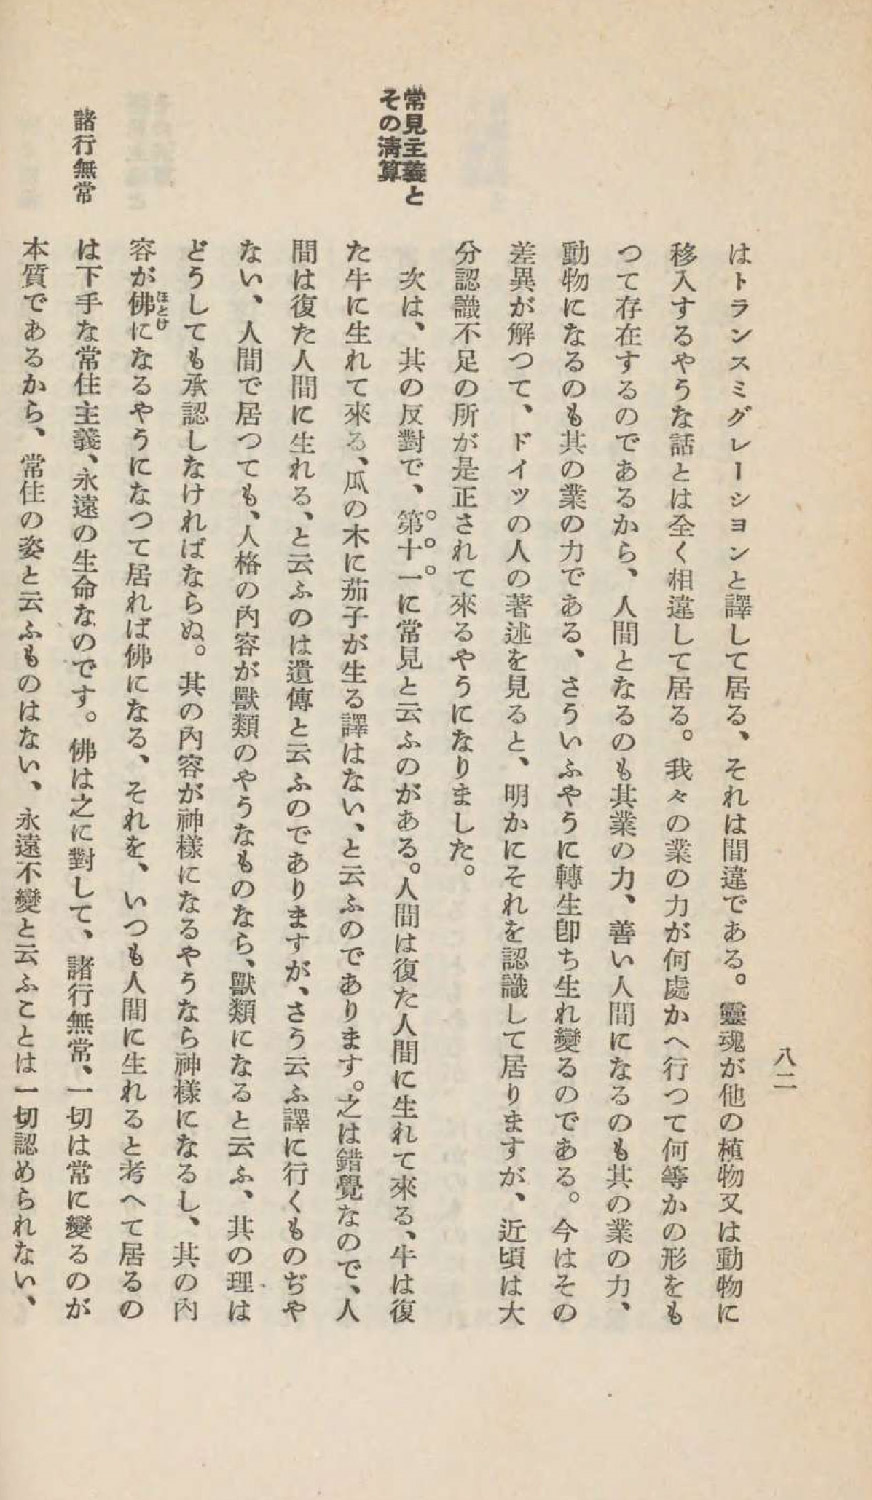 八二
はトランスミグレーションと譯して居る、それは間違である。靈魂が他の植物又は動物に
移入するやうな話とは全く相違して居る。我々の業の力が何處かへ行つて何等かの形をも
つて存在するのであるから、人間となるのも其業の力、善い人間になるのも其の業の力、
動物になるのも其の業の力である、さういふやうに轉生卽ち生れ變るのである。今はその
差異が解つて、ドイツの人の著述を見ると、明かにそれを認識して居りますが、近頃は大
分認識不足の所が是正されて來るやうになりました。
常見主義と
その淸算
次は、其の反對で、第十一に常見と云ふのがある。人間は復た人間に生れて來る、牛は復
た牛に生れて來る、瓜の木に茄子が生る譯はない、と云ふのであります。之は錯覺なので、人
間は復た人間に生れる、と云ふのは遺傳と云ふのでありますが、さう云ふ譯に行くものぢや
ない、人間で居つても、人格の內容が獸類のやうなものなら、獸類になると云ふ、其の理は
どうしても承認しなければならぬ。其の內容が神樣になるやうなら神樣になるし、其の內
容が佛になるやうになつて居れば佛になる、それを、いつも人間に生れると考へて居るの
ほとけ
諸行無常
は下手な常住主義、永遠の生命なのです。佛は之に對して、諸行無常、一切は常に變るのが
本質であるから、常住の姿と云ふものはない、永遠不變と云ふことは一切認められない、